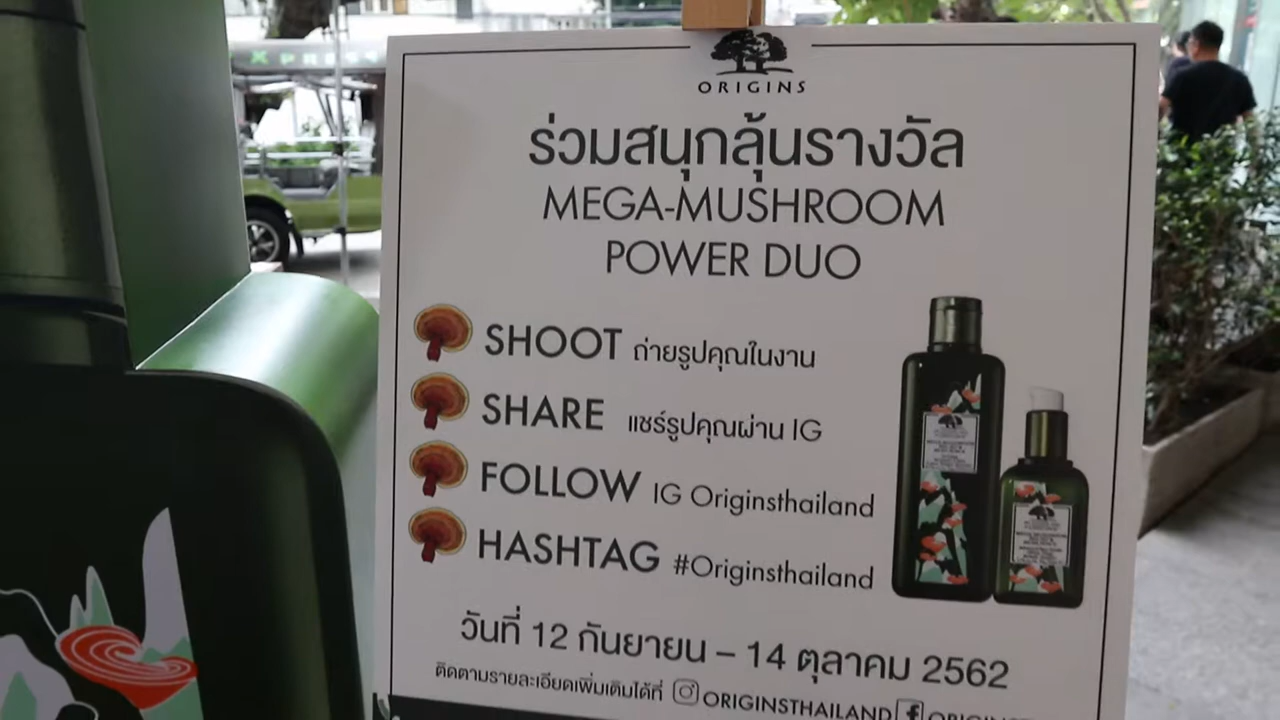 ORIGINS
ร่วมสนุกลุ้นรางวัล
MEGA-MUSHROOM
POWER DUO
SHOOT ถ่ายรูปคุณในงาน
SHARE แชร์รูปคุณผ่าน IG
FOLLOW IG Originsthailand
HASHTAG #Originsthailand
วันที่ 12 กันยายน – 14 ตุลาคม 2562
ติดตามรายละเอียดเพิ่มเติมได้ที่ ORIGINSTHAILAND